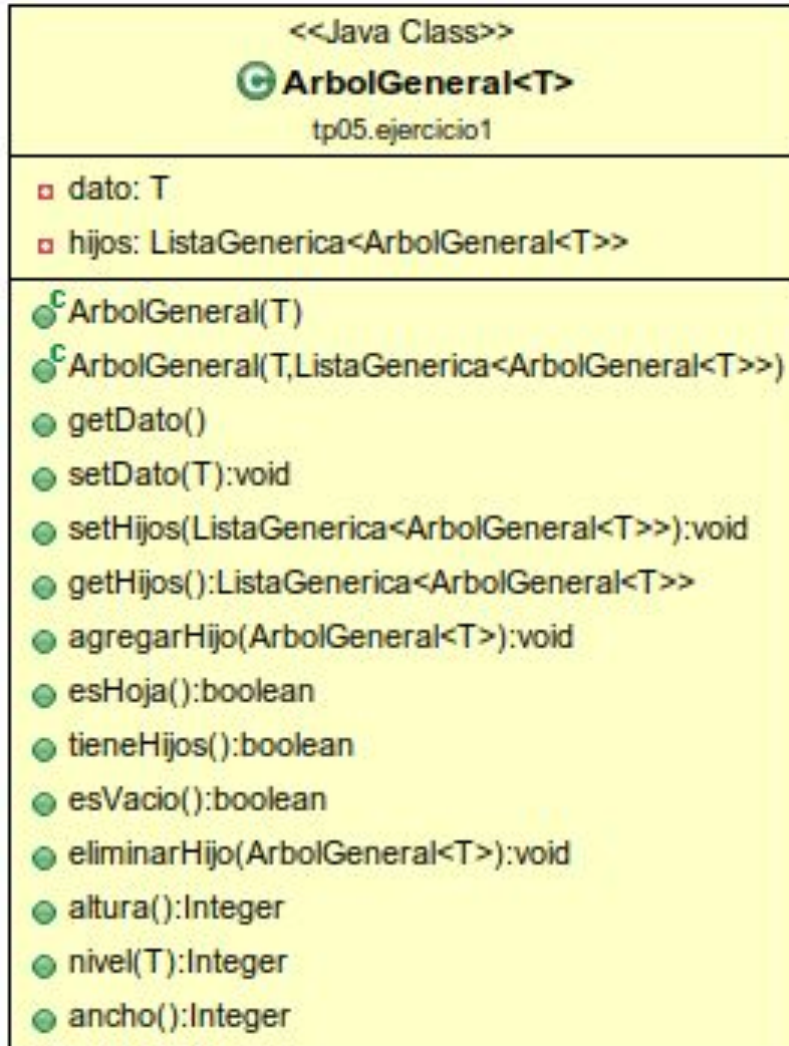 <<Java Class>>
C ArbolGeneral<T>
tp05.ejercicio1
dato: T
hijos: ListaGenerica<ArbolGeneral<T>>
C ArbolGeneral(T)
C ArbolGeneral(T,ListaGenerica<ArbolGeneral<T>>)
getDato()
setDato(T):void
setHijos(ListaGenerica<ArbolGeneral<T>>):void
getHijos():ListaGenerica<ArbolGeneral<T>>
agregarHijo(ArbolGeneral<T>):void
esHoja():boolean
tieneHijos():boolean
esVacio():boolean
eliminarHijo(ArbolGeneral<T>):void
altura():Integer
nivel(T):Integer
ancho():Integer